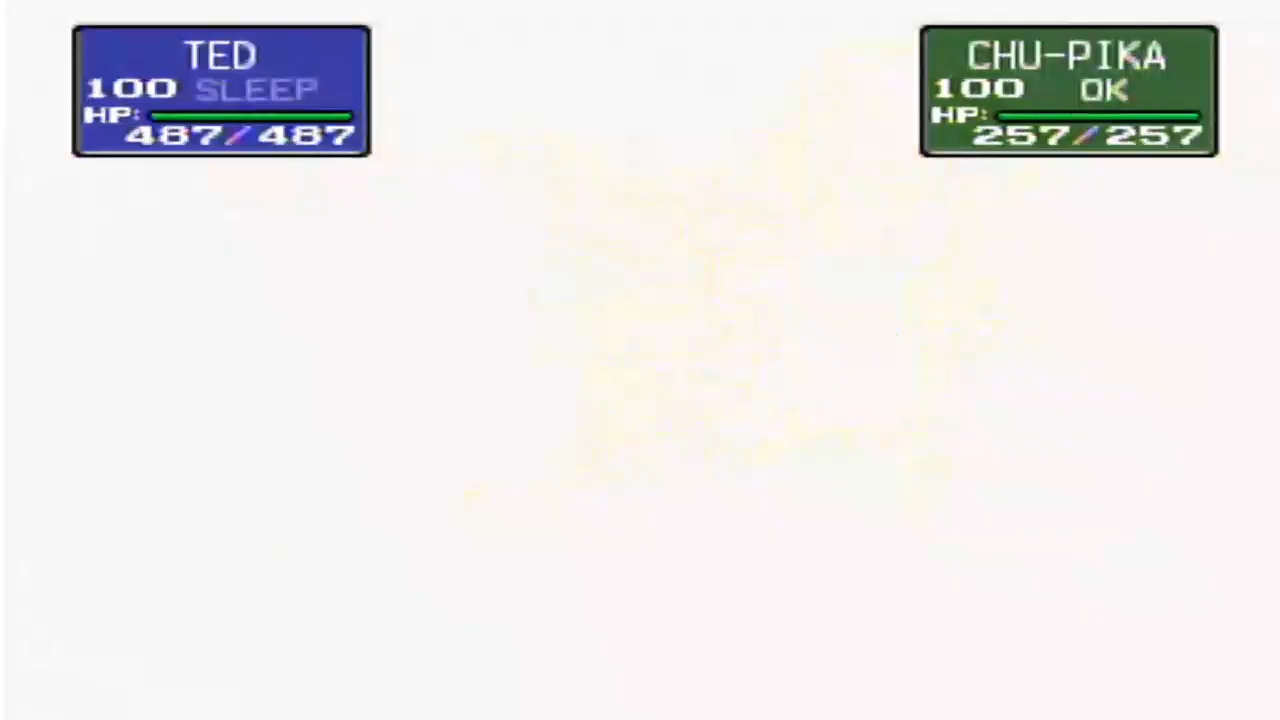 TED
100 SLEEP
HP:
487/487
CHU-PIKA
100 OK
HP:
257/257